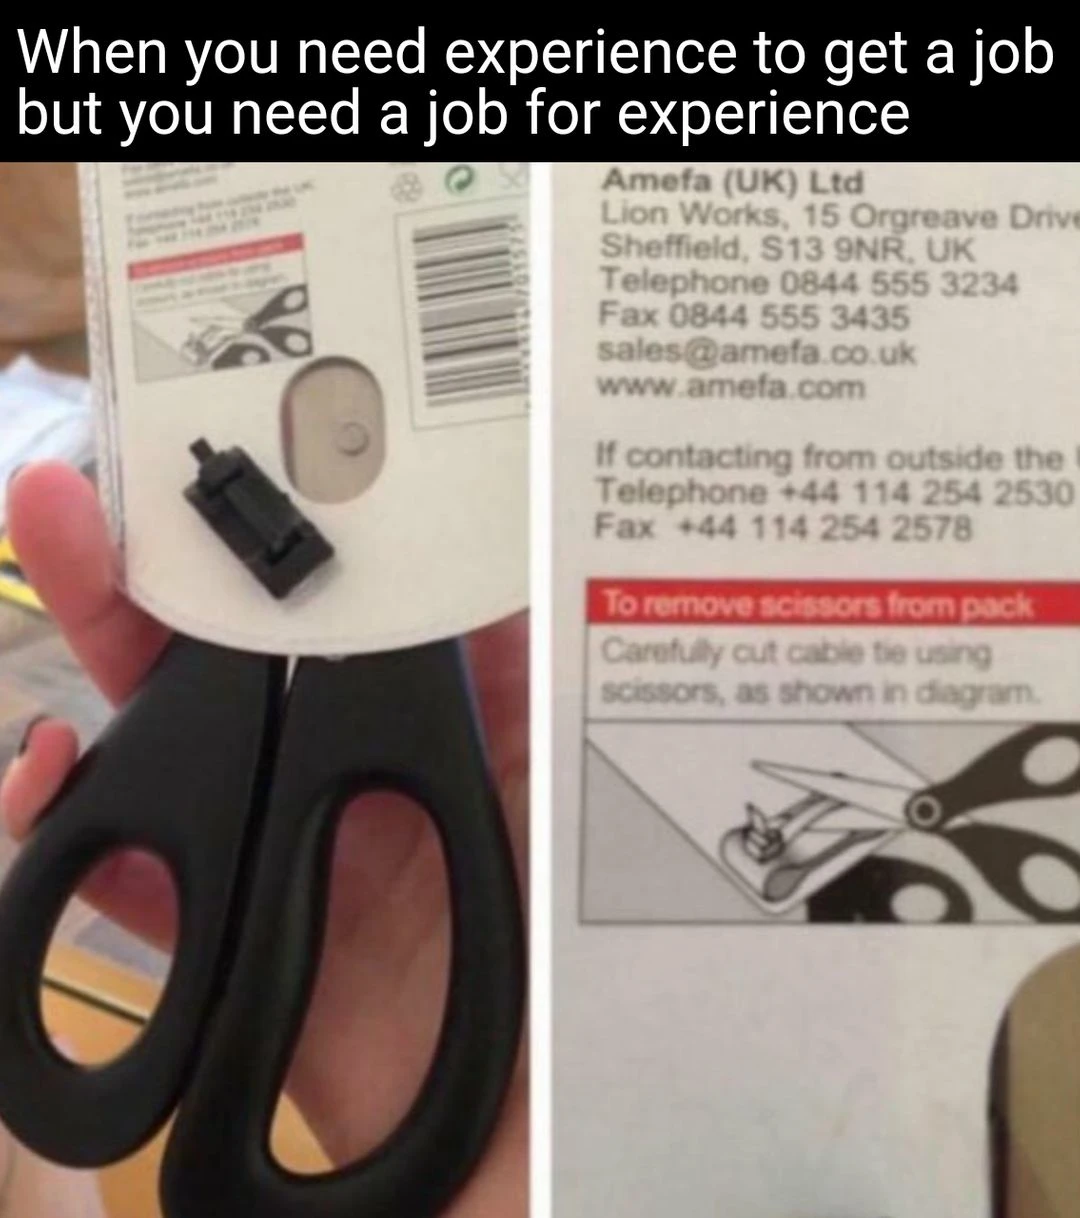 When you need experience to get a job
but you need a job for experience
Amefa (UK) Ltd
Lion Works, 15 Orgreave Drive
Sheffield, S13 9NR, UK
Telephone 0844 555 3234
Fax 0844 555 3435
sales@amefa.co.uk
www.amefa.com
If contacting from outside the
Telephone +44 114 254 2530
Fax +44 114 254 2578
To remove scissors from pack
Carefully cut cable tie using
scissors, as shown in diagram.